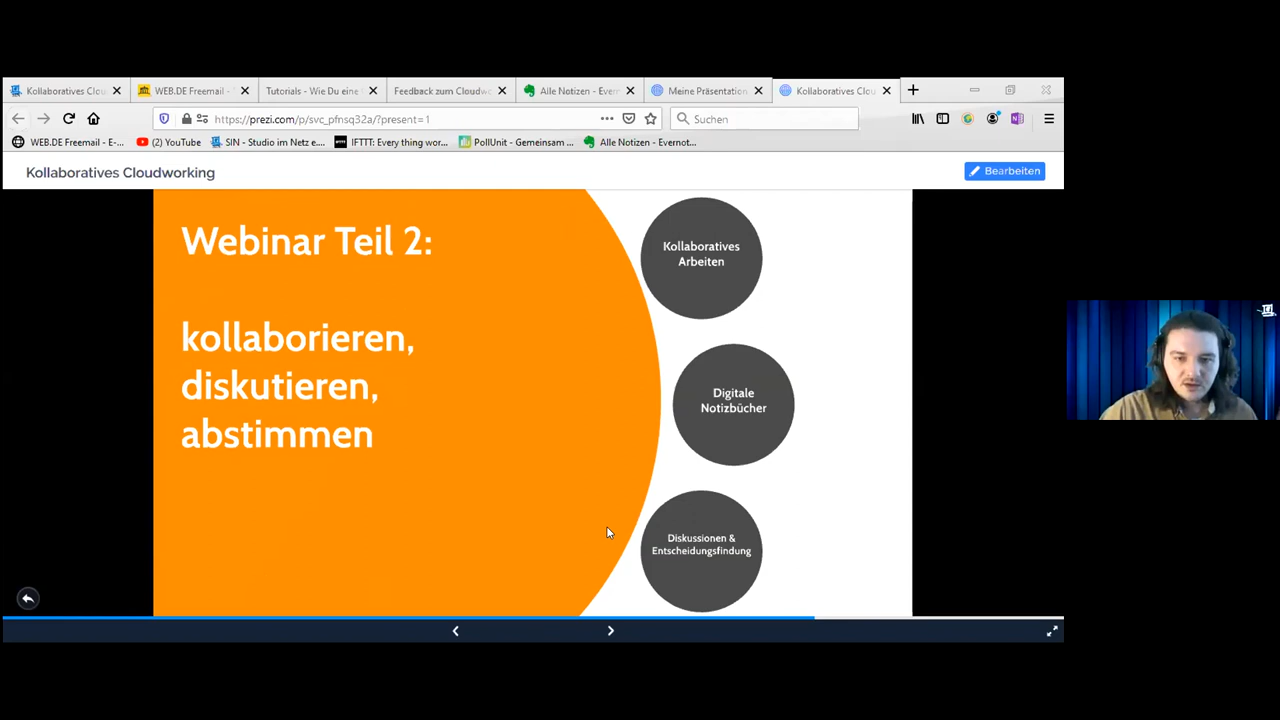 Kollaboratives Clou
WEB.DE Freemail -
Tutorials - Wie Du eine
Feedback zum Cloudwo
Alle Notizen - Evern
Meine Präsentation
Kollaboratives Clou
https://prezi.com/p/svc_pfnsq32a/?present=1
Suchen
WEB.DE Freemail - E-...
(2) YouTube
SIN - Studio im Netz e....
IFTTT: Every thing wor...
PollUnit - Gemeinsam ...
Alle Notizen - Evernot...
Kollaboratives Cloudworking
Bearbeiten
Webinar Teil 2:
kollaborieren,
diskutieren,
abstimmen
Kollaboratives
Arbeiten
Digitale
Notizbücher
Diskussionen &
Entscheidungsfindung